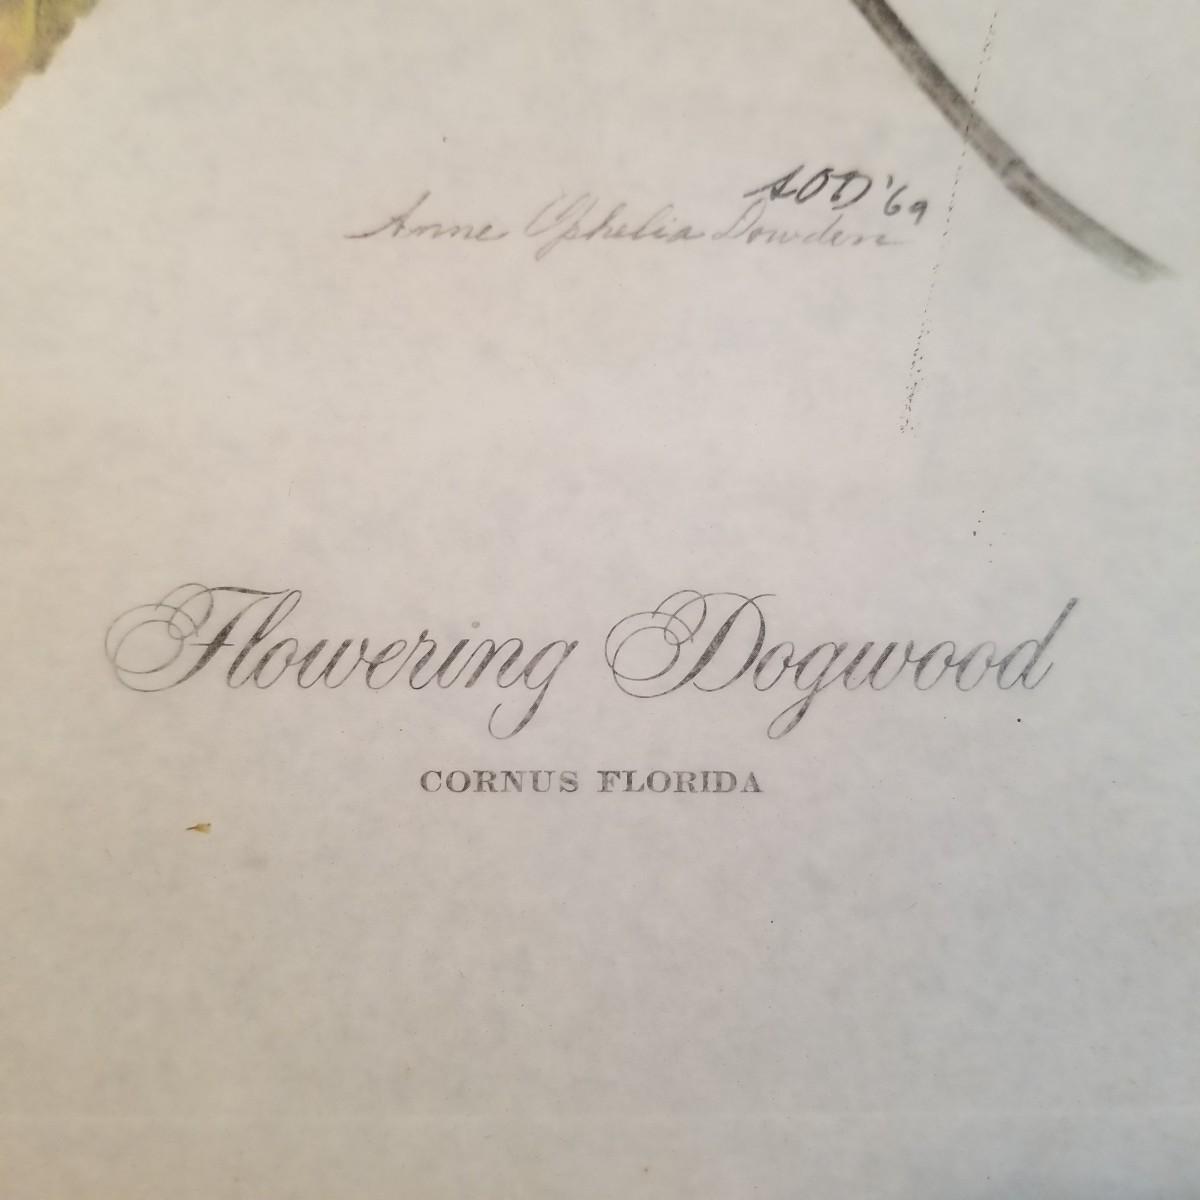 AOD '69
Anne Ophelia Dowden
Flowering Dogwood
CORNUS FLORIDA